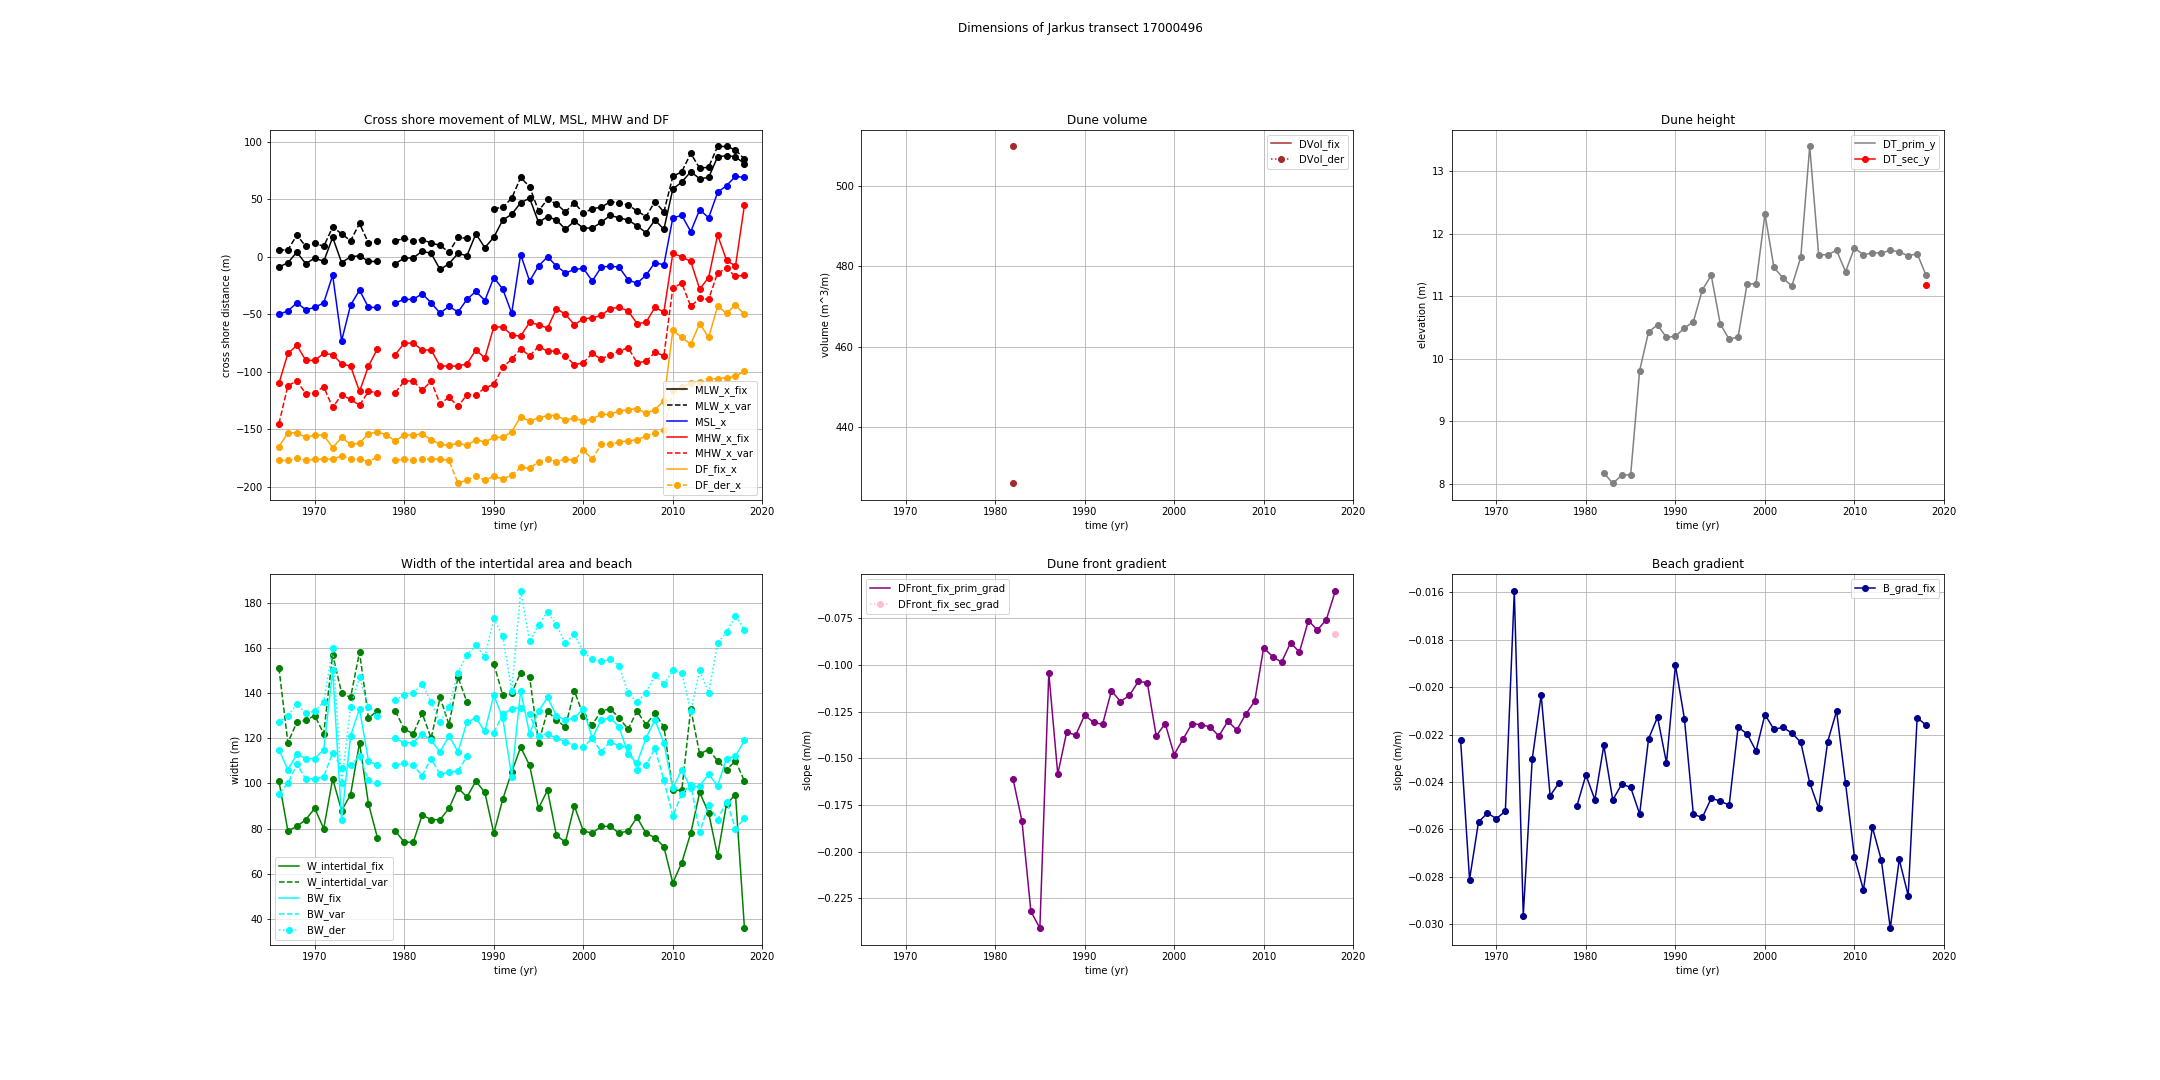 Dimensions of Jarkus transect 17000496
Cross shore movement of MLW, MSL, MHW and DF
cross shore distance (m)
100
50
0
−50
−100
−150
−200
MLW_x_fix
MLW_x_var
MSL_x
MHW_x_fix
MHW_x_var
DF_fix_x
DF_der_x
1970 1980 1990 2000 2010 2020
time (yr)
Dune volume
volume (m^3/m)
500
480
460
440
DVol_fix
DVol_der
1970 1980 1990 2000 2010 2020
time (yr)
Dune height
elevation (m)
13
12
11
10
9
8
DT_prim_y
DT_sec_y
1970 1980 1990 2000 2010 2020
time (yr)
Width of the intertidal area and beach
width (m)
180
160
140
120
100
80
60
40
W_intertidal_fix
W_intertidal_var
BW_fix
BW_var
BW_der
1970 1980 1990 2000 2010 2020
time (yr)
Dune front gradient
slope (m/m)
−0.075
−0.100
−0.125
−0.150
−0.175
−0.200
−0.225
DFront_fix_prim_grad
DFront_fix_sec_grad
1970 1980 1990 2000 2010 2020
time (yr)
Beach gradient
slope (m/m)
−0.016
−0.018
−0.020
−0.022
−0.024
−0.026
−0.028
−0.030
B_grad_fix
1970 1980 1990 2000 2010 2020
time (yr)